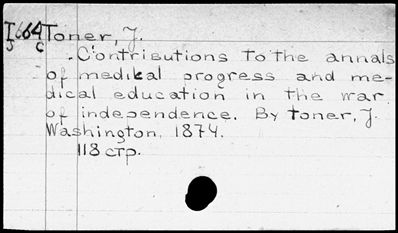 I 664 Toner, J.
J C
Contributions to the annals
of medikal progress and me-
dical education in the war
of independence. By Toner, J.
Washington, 1874.
118 стр.